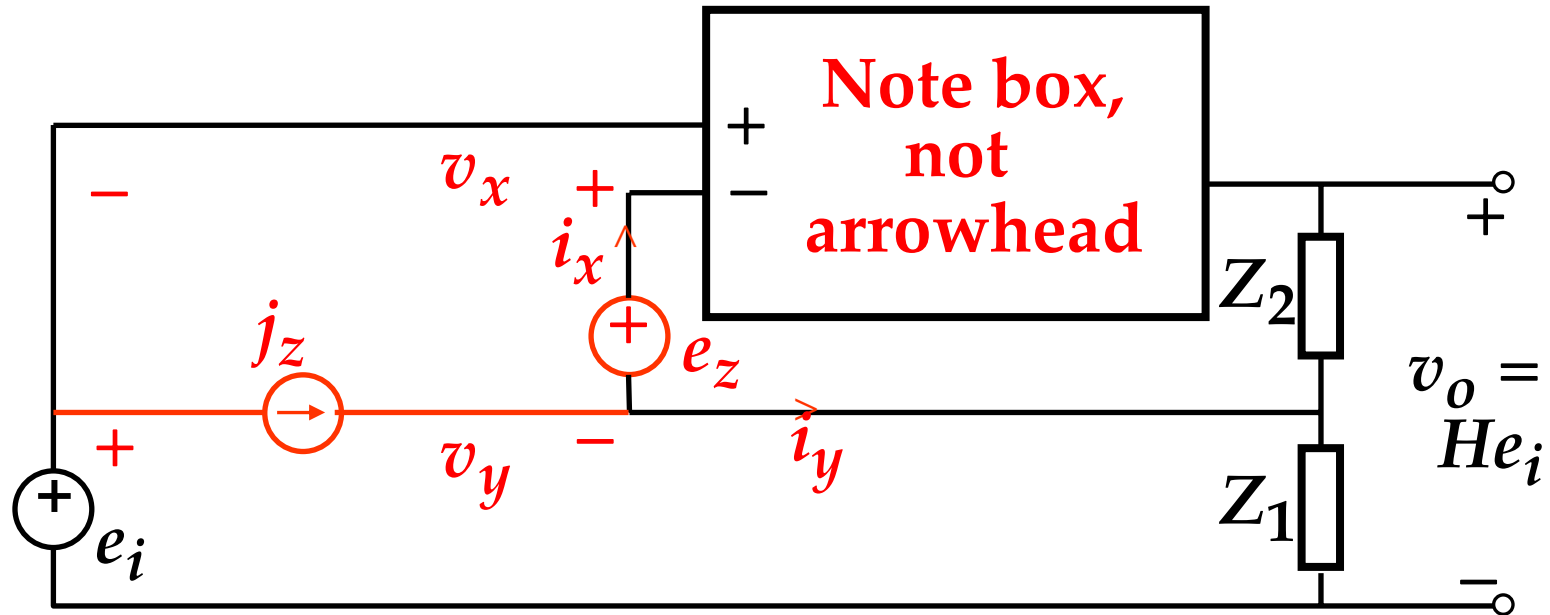 Note box,
not
arrowhead
+
−
− v_x +
i_x
+
Z_2
j_z
+
e_z
v_o =
He_i
+ v_y −
i_y
+
e_i
Z_1
−